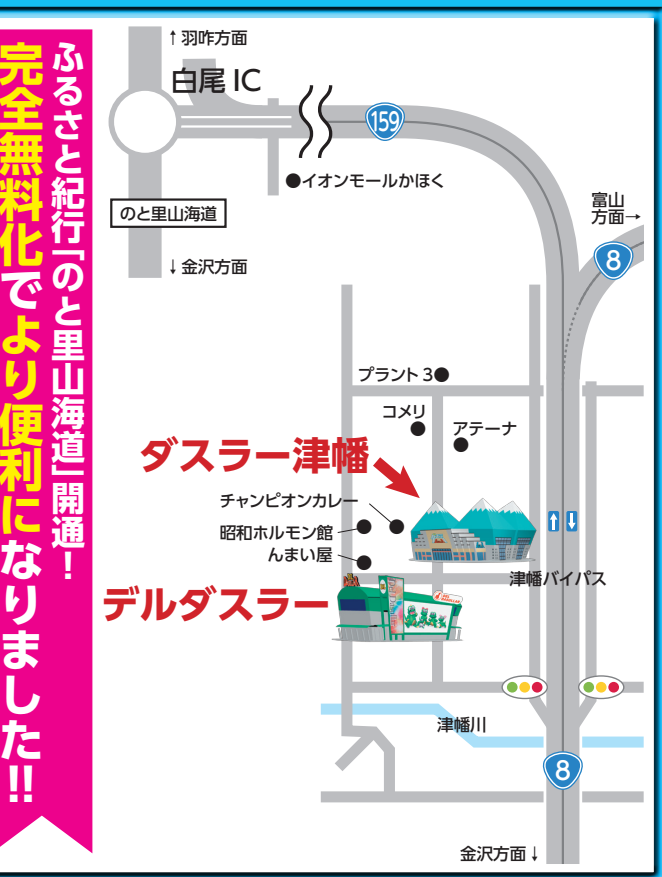 ふるさと紀行「のと里山海道」開通！
完全無料化でより便利になりました!!
↑羽咋方面
白尾IC
159
●イオンモールかほく
のと里山海道
↓金沢方面
富山
方面→
8
プラント3●
コメリ
アテーナ
ダスラー津幡
チャンピオンカレー
昭和ホルモン館
んまい屋
津幡バイパス
デルダスラー
津幡川
8
金沢方面↓